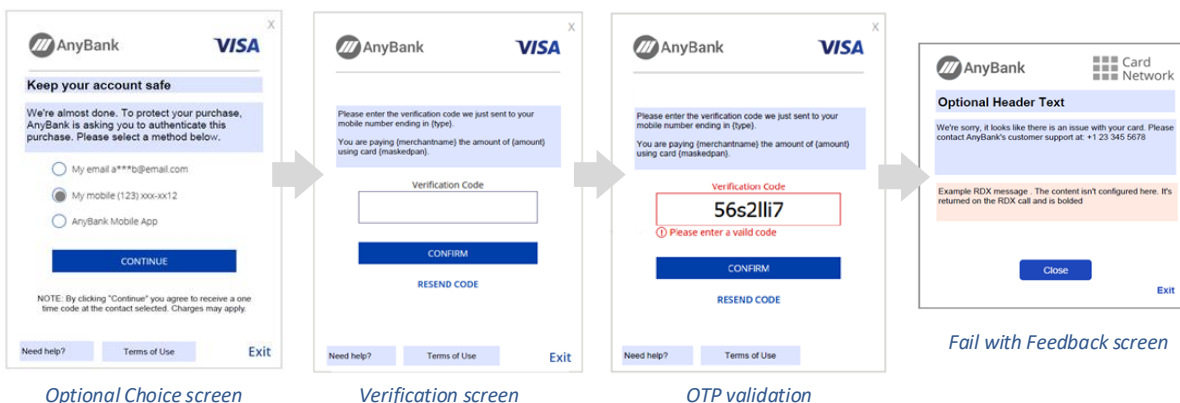 X
AnyBank
VISA
Keep your account safe
We're almost done. To protect your purchase,
AnyBank is asking you to authenticate this
purchase. Please select a method below.
My email a***b@email.com
My mobile (123) xxx-xx12
AnyBank Mobile App
CONTINUE
NOTE: By clicking "Continue" you agree to receive a one
time code at the contact selected. Charges may apply.
Need help?
Terms of Use
Exit
Optional Choice screen
X
AnyBank
VISA
Please enter the verification code we just sent to your
mobile number ending in {type}.
You are paying {merchantname} the amount of {amount}
using card {maskedpan}.
Verification Code
CONFIRM
RESEND CODE
Need help?
Terms of Use
Exit
Verification screen
X
AnyBank
VISA
Please enter the verification code we just sent to your
mobile number ending in {type}.
You are paying {merchantname} the amount of {amount}
using card {maskedpan}.
Verification Code
56s2lli7
Please enter a vaild code
CONFIRM
RESEND CODE
Need help?
Terms of Use
OTP validation
AnyBank
Card
Network
Optional Header Text
We're sorry, it looks like there is an issue with your card. Please
contact AnyBank's customer support at: +1 23 345 5678
Example RDX message . The content isn't configured here. It's
returned on the RDX call and is bolded
Close
Exit
Fail with Feedback screen